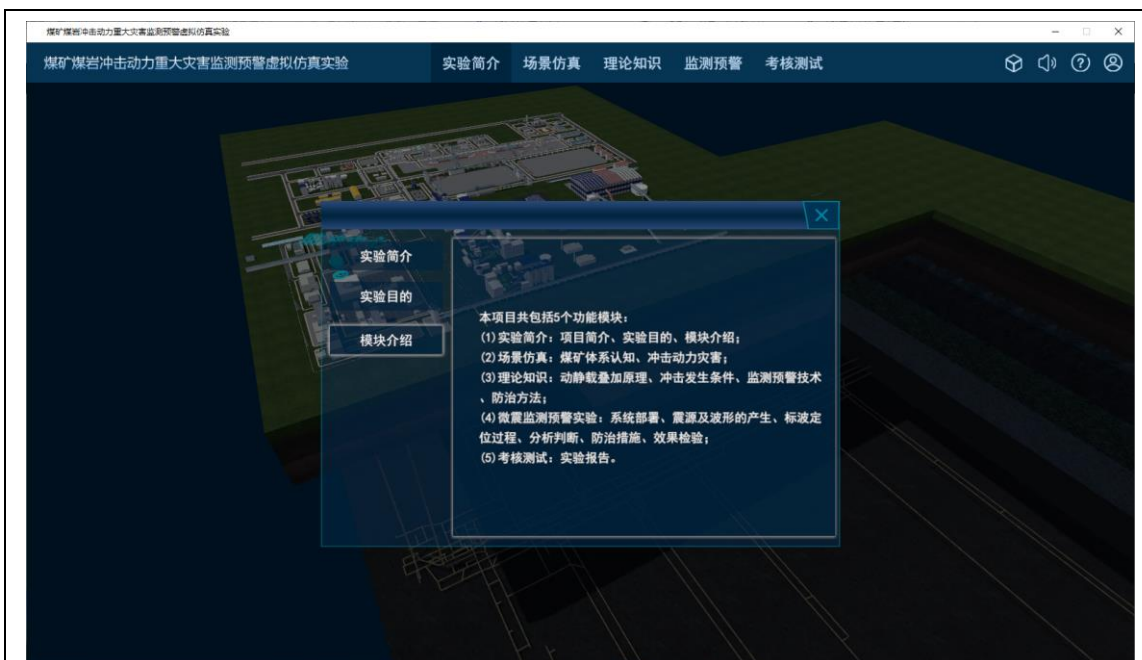 煤矿煤岩冲击动力重大灾害监测预警虚拟仿真实验
煤矿煤岩冲击动力重大灾害监测预警虚拟仿真实验 实验简介 场景仿真 理论知识 监测预警 考核测试
实验简介
实验目的
模块介绍
本项目共包括5个功能模块：
(1)实验简介：项目简介、实验目的、模块介绍；
(2)场景仿真：煤矿体系认知、冲击动力灾害；
(3)理论知识：动静载叠加原理、冲击发生条件、监测预警技术
、防治方法；
(4)微震监测预警实验：系统部署、震源及波形的产生、标波定
位过程、分析判断、防治措施、效果检验；
(5)考核测试：实验报告。